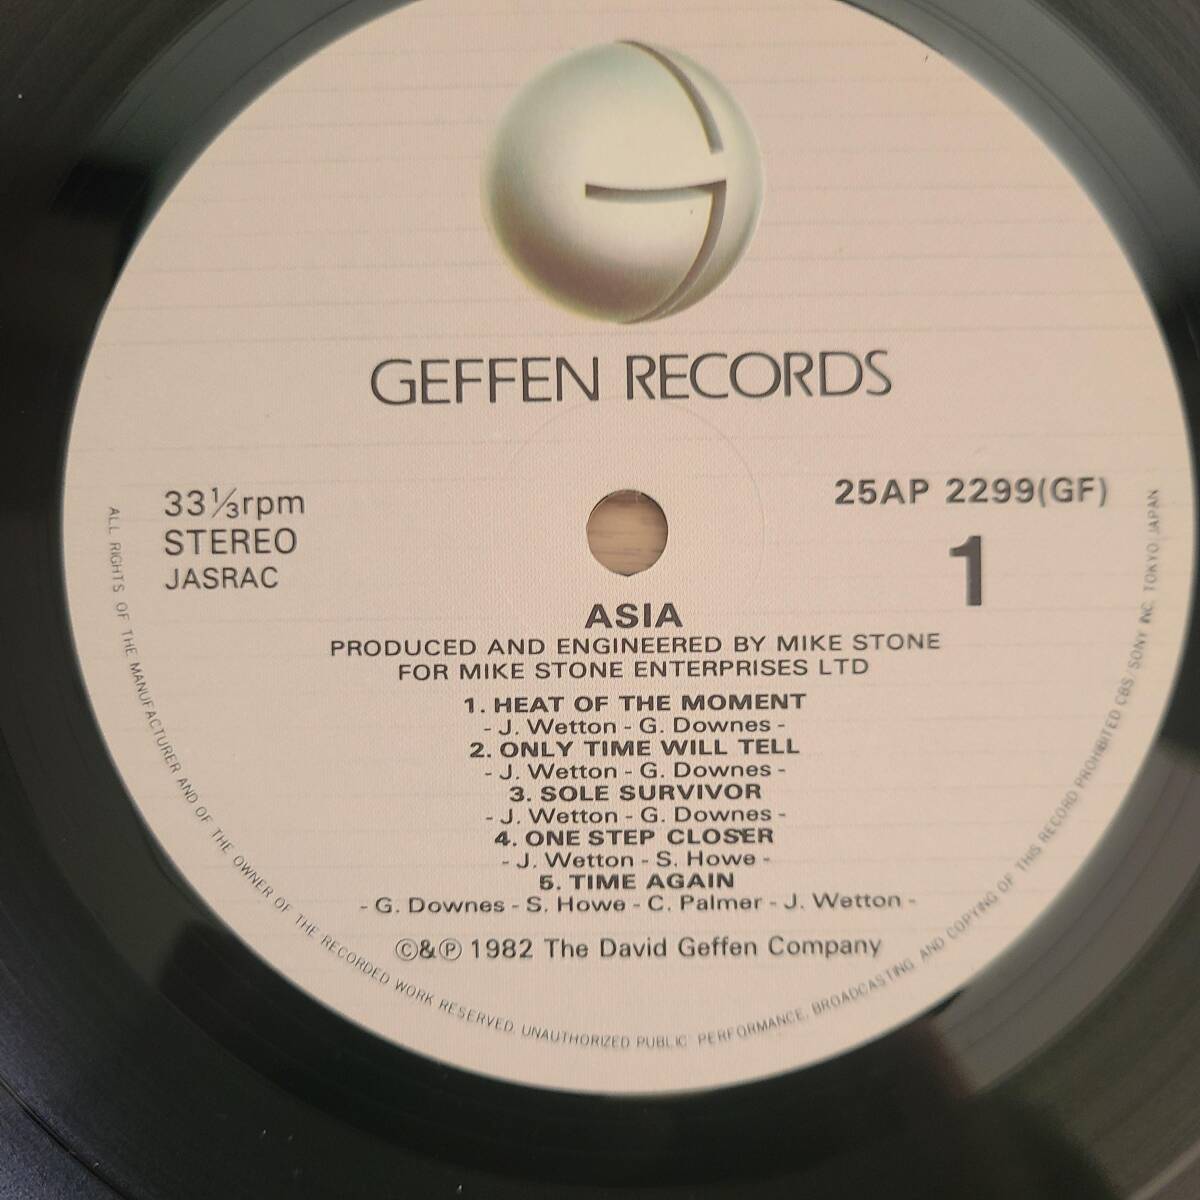 GEFFEN RECORDS
33⅓rpm
STEREO
JASRAC
25AP 2299(GF)
1
ASIA
PRODUCED AND ENGINEERED BY MIKE STONE
FOR MIKE STONE ENTERPRISES LTD
1. HEAT OF THE MOMENT
- J. Wetton - G. Downes -
2. ONLY TIME WILL TELL
- J. Wetton - G. Downes -
3. SOLE SURVIVOR
- J. Wetton - G. Downes -
4. ONE STEP CLOSER
- J. Wetton - S. Howe -
5. TIME AGAIN
- G. Downes - S. Howe - C. Palmer - J. Wetton -
©&℗ 1982 The David Geffen Company
ALL RIGHTS OF THE MANUFACTURER AND OF THE OWNER OF THE RECORDED WORK RESERVED. UNAUTHORIZED PUBLIC PERFORMANCE, BROADCASTING AND COPYING OF THIS RECORD PROHIBITED CBS/SONY INC. TOKYO, JAPAN